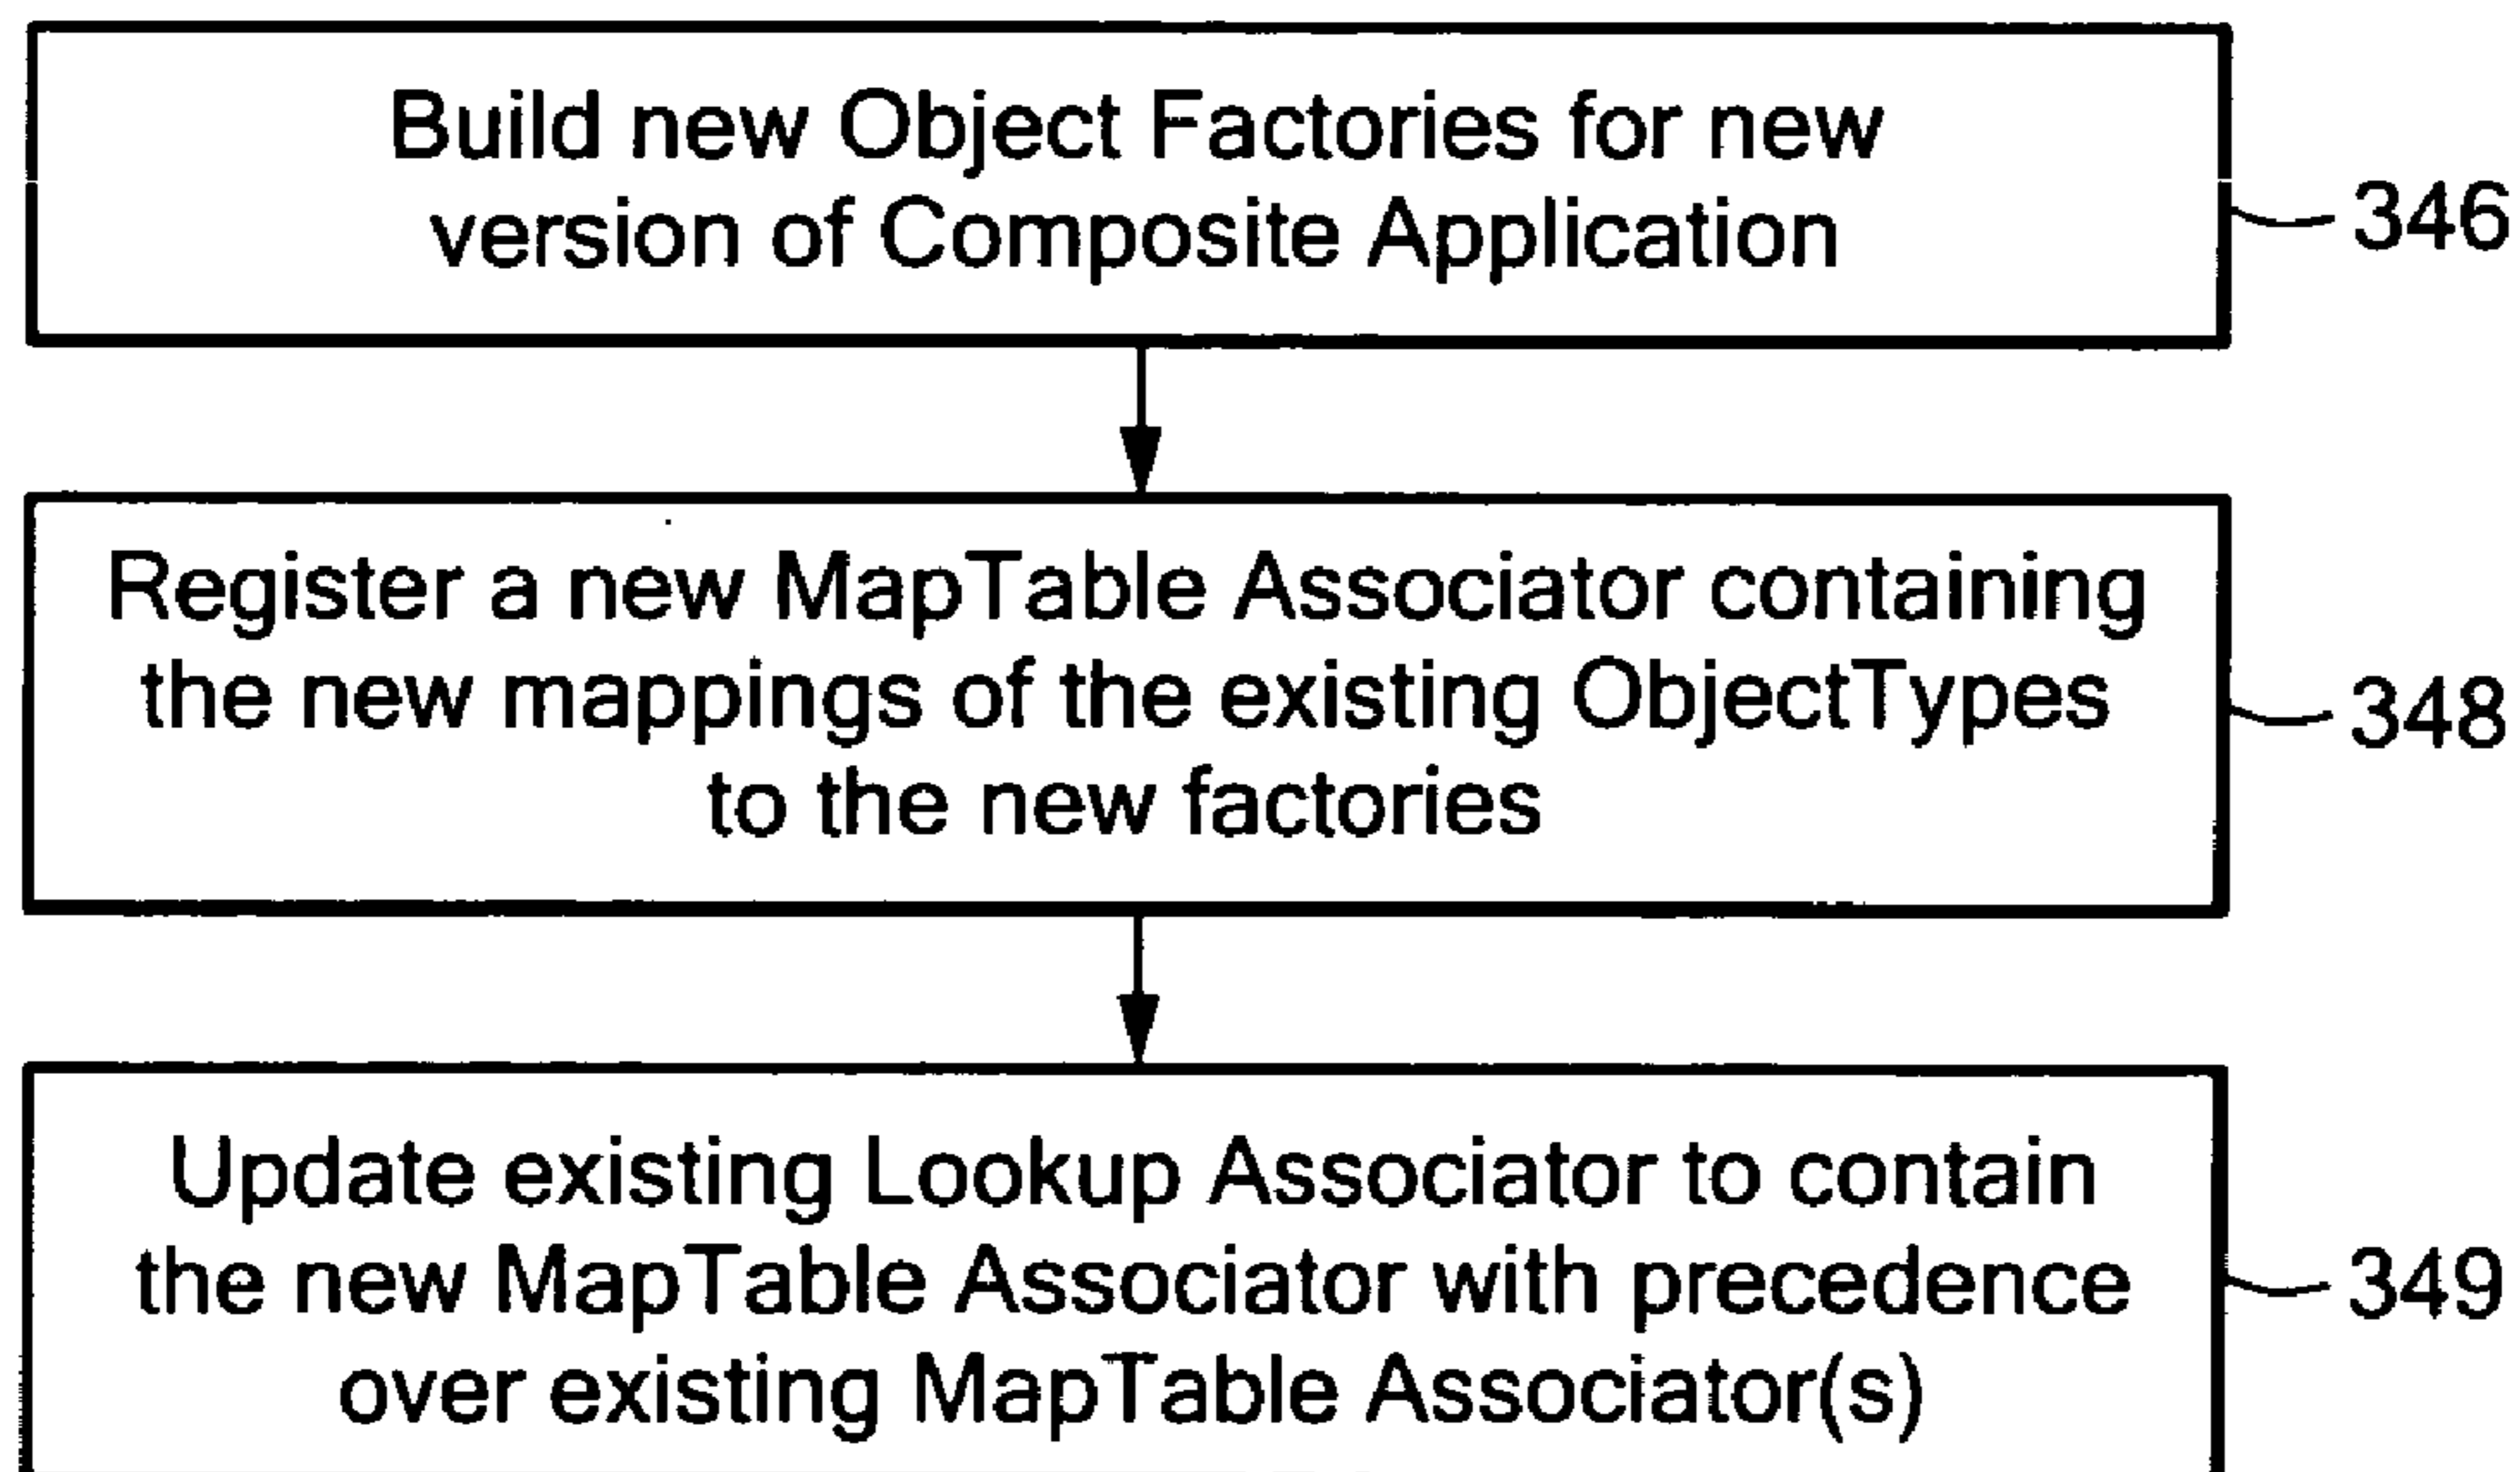 Build new Object Factories for new
version of Composite Application
346
Register a new MapTable Associator containing
the new mappings of the existing ObjectTypes
to the new factories
348
Update existing Lookup Associator to contain
the new MapTable Associator with precedence
over existing MapTable Associator(s)
349